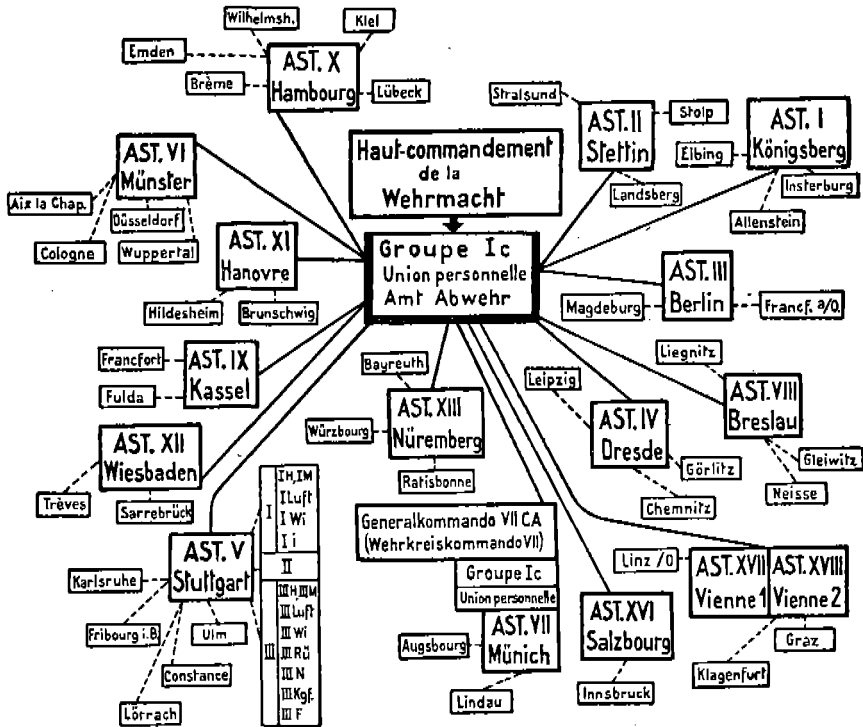 Wilhelmsh.
Kiel
Emden
AST. X
Hambourg
Brème
Lübeck
Stralsund
Stolp
AST. II
Stettin
AST. I
Königsberg
Elbing
Landsberg
Insterburg
Allenstein
AST. VI
Münster
Aix la Chap.
Düsseldorf
Cologne
Wuppertal
Haut-commandement
de la
Wehrmacht
Groupe Ic
Union personnelle
Amt Abwehr
AST. XI
Hanovre
Hildesheim
Brunschwig
AST. III
Berlin
Magdeburg
Francf. a/O.
Francfort
AST. IX
Kassel
Fulda
Bayreuth
AST. XIII
Nüremberg
Würzbourg
Ratisbonne
Leipzig
AST. IV
Dresde
Görlitz
Chemnitz
Liegnitz
AST. VIII
Breslau
Gleiwitz
Neisse
AST. XII
Wiesbaden
Trèves
Sarrebrück
AST. V
Stuttgart
Karlsruhe
Fribourg i.B.
Ulm
Constance
Lörrach
I
I H, I M
I Luft
I Wi
I i
II
III
III H, III M
III Luft
III Wi
III Rü
III N
III Kgf.
III F
Generalkommando VII CA
(Wehrkreiskommando VII)
Groupe Ic
Union personnelle
AST. VII
Münich
Augsbourg
Lindau
AST. XVI
Salzbourg
Innsbruck
Linz /D
AST. XVII
Vienne 1
AST. XVIII
Vienne 2
Graz
Klagenfurt